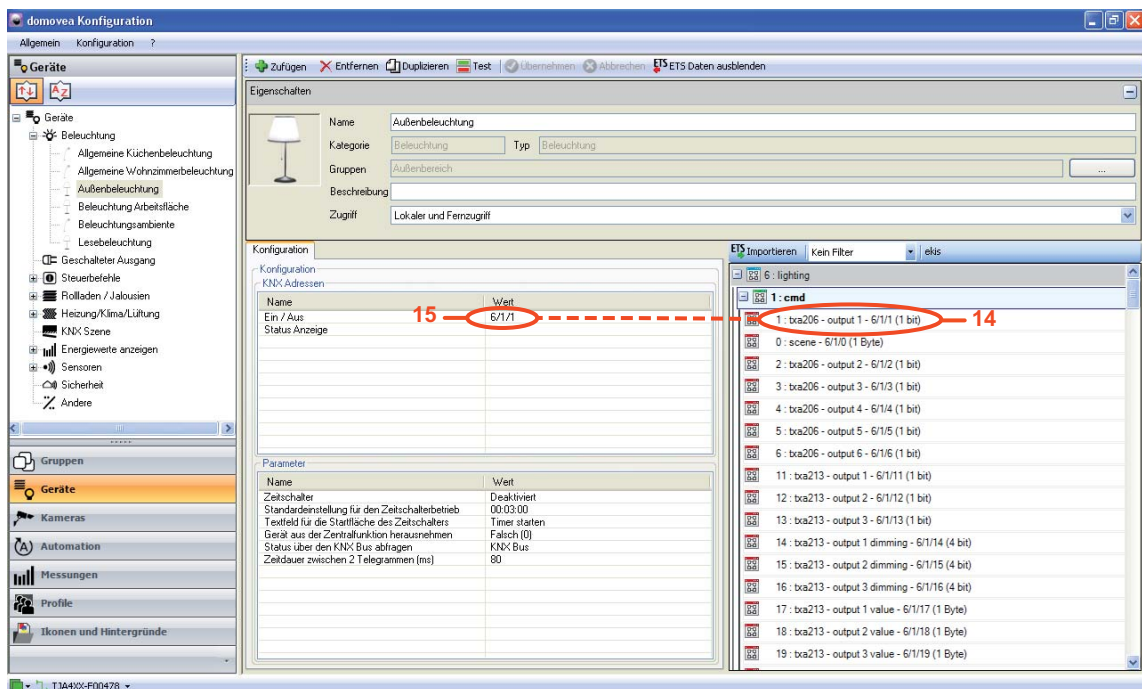 domovea Konfiguration
Allgemein Konfiguration ?
Geräte
Zufügen Entfernen Duplizieren Test Übernehmen Abbrechen ETS ETS Daten ausblenden
Geräte
Beleuchtung
Allgemeine Küchenbeleuchtung
Allgemeine Wohnzimmerbeleuchtung
Außenbeleuchtung
Beleuchtung Arbeitsfläche
Beleuchtungsambiente
Lesebeleuchtung
Geschalteter Ausgang
Steuerbefehle
Rollladen / Jalousien
Heizung/Klima/Lüftung
KNX Szene
Energiewerte anzeigen
Sensoren
Sicherheit
Andere
Gruppen
Geräte
Kameras
Automation
Messungen
Profile
Ikonen und Hintergründe
Eigenschaften
Name Außenbeleuchtung
Kategorie Beleuchtung Typ Beleuchtung
Gruppen Außenbereich ...
Beschreibung
Zugriff Lokaler und Fernzugriff
Konfiguration
Konfiguration
KNX Adressen
Name Wert
Ein / Aus 15 6/1/1
Status Anzeige
Parameter
Name Wert
Zeitschalter Deaktiviert
Standardeinstellung für den Zeitschalterbetrieb 00:03:00
Textfeld für die Startfläche des Zeitschalters Timer starten
Gerät aus der Zentralfunktion herausnehmen Falsch (0)
Status über den KNX Bus abfragen KNX Bus
Zeitdauer zwischen 2 Telegrammen (ms) 80
ETS Importieren Kein Filter ekis
6 : lighting
1 : cmd
1 : txa206 - output 1 - 6/1/1 (1 bit) 14
0 : scene - 6/1/0 (1 Byte)
2 : txa206 - output 2 - 6/1/2 (1 bit)
3 : txa206 - output 3 - 6/1/3 (1 bit)
4 : txa206 - output 4 - 6/1/4 (1 bit)
5 : txa206 - output 5 - 6/1/5 (1 bit)
6 : txa206 - output 6 - 6/1/6 (1 bit)
11 : txa213 - output 1 - 6/1/11 (1 bit)
12 : txa213 - output 2 - 6/1/12 (1 bit)
13 : txa213 - output 3 - 6/1/13 (1 bit)
14 : txa213 - output 1 dimming - 6/1/14 (4 bit)
15 : txa213 - output 2 dimming - 6/1/15 (4 bit)
16 : txa213 - output 3 dimming - 6/1/16 (4 bit)
17 : txa213 - output 1 value - 6/1/17 (1 Byte)
18 : txa213 - output 2 value - 6/1/18 (1 Byte)
19 : txa213 - output 3 value - 6/1/19 (1 Byte)
TJA4XX-F00478